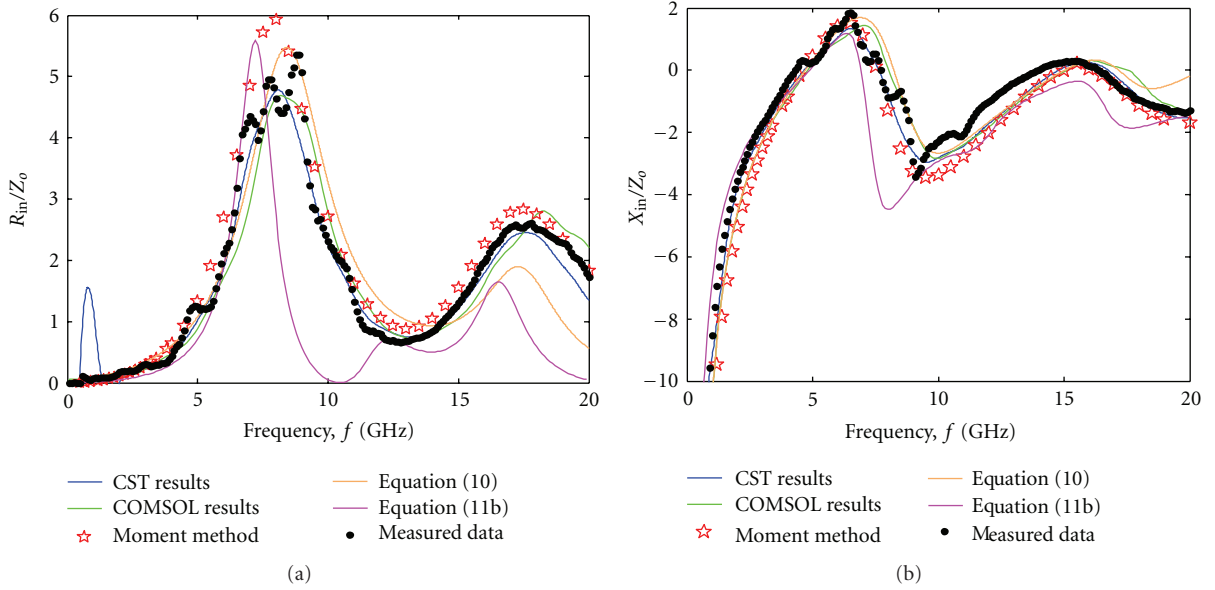 6
5
4
3
2
1
0
R_in/Z_o
0 5 10 15 20
Frequency, f (GHz)
CST results
COMSOL results
Moment method
Equation (10)
Equation (11b)
Measured data
(a)
2
0
−2
−4
−6
−8
−10
X_in/Z_o
0 5 10 15 20
Frequency, f (GHz)
CST results
COMSOL results
Moment method
Equation (10)
Equation (11b)
Measured data
(b)